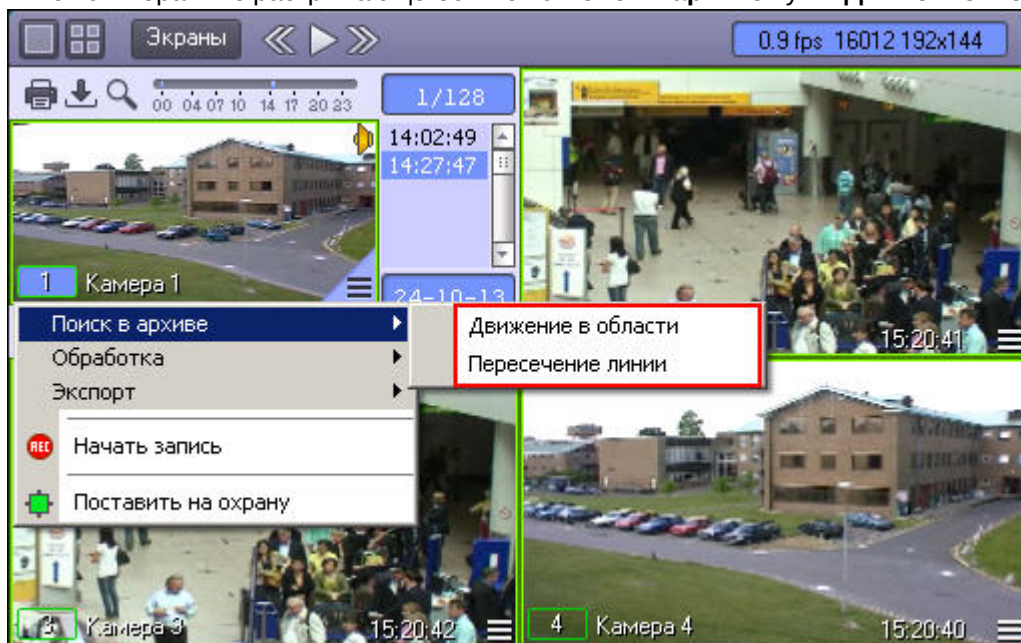 Экраны
0.9 fps 16012 192x144
00 04 07 10 14 17 20 23
1/128
14:02:49
14:27:47
1 Камера 1
24-10-13
15:20:41
Поиск в архиве
Обработка
Экспорт
Начать запись
Поставить на охрану
Движение в области
Пересечение линии
3 Камера 3
15:20:42
4 Камера 4
15:20:40